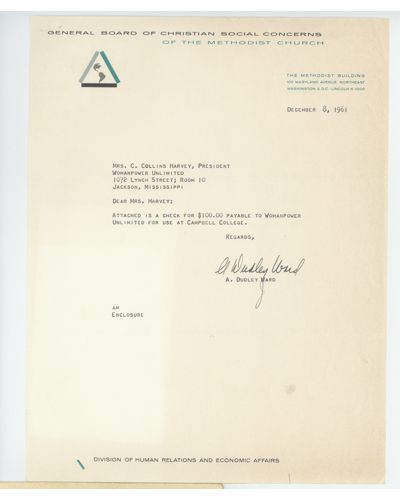 GENERAL BOARD OF CHRISTIAN SOCIAL CONCERNS
OF THE METHODIST CHURCH
THE METHODIST BUILDING
100 MARYLAND AVENUE NORTHEAST
WASHINGTON 2, D.C. LINCOLN 6-1000
DECEMBER 8, 1961
MRS. C. COLLINS HARVEY, PRESIDENT
WOMANPOWER UNLIMITED
1072 LYNCH STREET; ROOM 10
JACKSON, MISSISSIPPI
DEAR MRS. HARVEY:
ATTACHED IS A CHECK FOR $100.00 PAYABLE TO WOMANPOWER
UNLIMITED FOR USE AT CAMPBELL COLLEGE.
REGARDS,
A Dudley Ward
A. DUDLEY WARD
AM
ENCLOSURE
DIVISION OF HUMAN RELATIONS AND ECONOMIC AFFAIRS